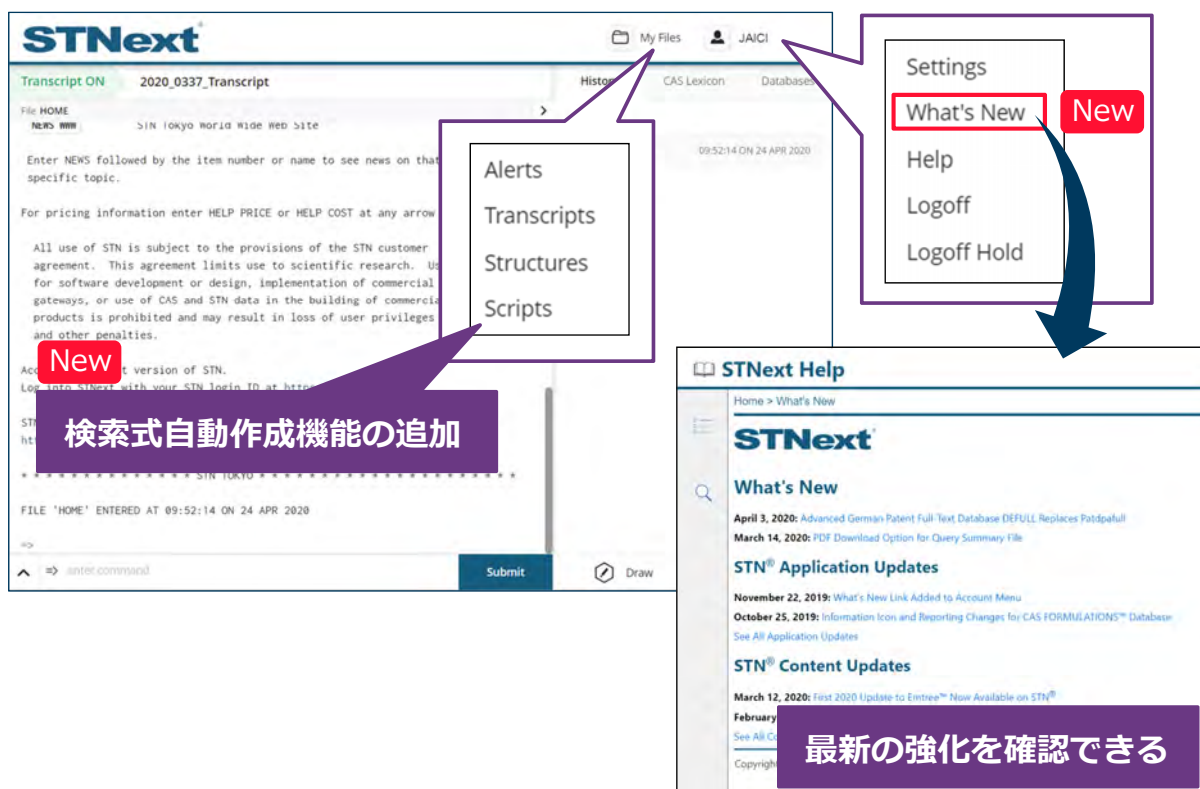 STNext
My Files
JAICI
Transcript ON
2020_0337_Transcript
Histor
CAS Lexicon
Databases
File HOME
NEWS WWW
STN Tokyo World Wide Web Site
Enter NEWS followed by the item number or name to see news on that
specific topic.
For pricing information enter HELP PRICE or HELP COST at any arrow
All use of STN is subject to the provisions of the STN customer
agreement. This agreement limits use to scientific research. U
for software development or design, implementation of commercial
gateways, or use of CAS and STN data in the building of commercia
products is prohibited and may result in loss of user privileges
and other penalties.
t version of STN.
Log into STNext with your STN login ID at
* * * * * * * * * * * * * * STN TOKYO * * * * * * * * * * * * * * * * * * * * *
FILE 'HOME' ENTERED AT 09:52:14 ON 24 APR 2020
=>
=> enter command
Submit
Draw
09:52:14 ON 24 APR 2020
Alerts
Transcripts
Structures
Scripts
New
検索式自動作成機能の追加
Settings
What's New
New
Help
Logoff
Logoff Hold
STNext Help
Home > What's New
STNext
What's New
April 3, 2020: Advanced German Patent Full-Text Database DEFULL Replaces Patdpafull
March 14, 2020: PDF Download Option for Query Summary File
STN® Application Updates
November 22, 2019: What's New Link Added to Account Menu
October 25, 2019: Information Icon and Reporting Changes for CAS FORMULATIONS™ Database
See All Application Updates
STN® Content Updates
March 12, 2020: First 2020 Update to Emtree™ Now Available on STN®
February
See All Co
Copyright
最新の強化を確認できる